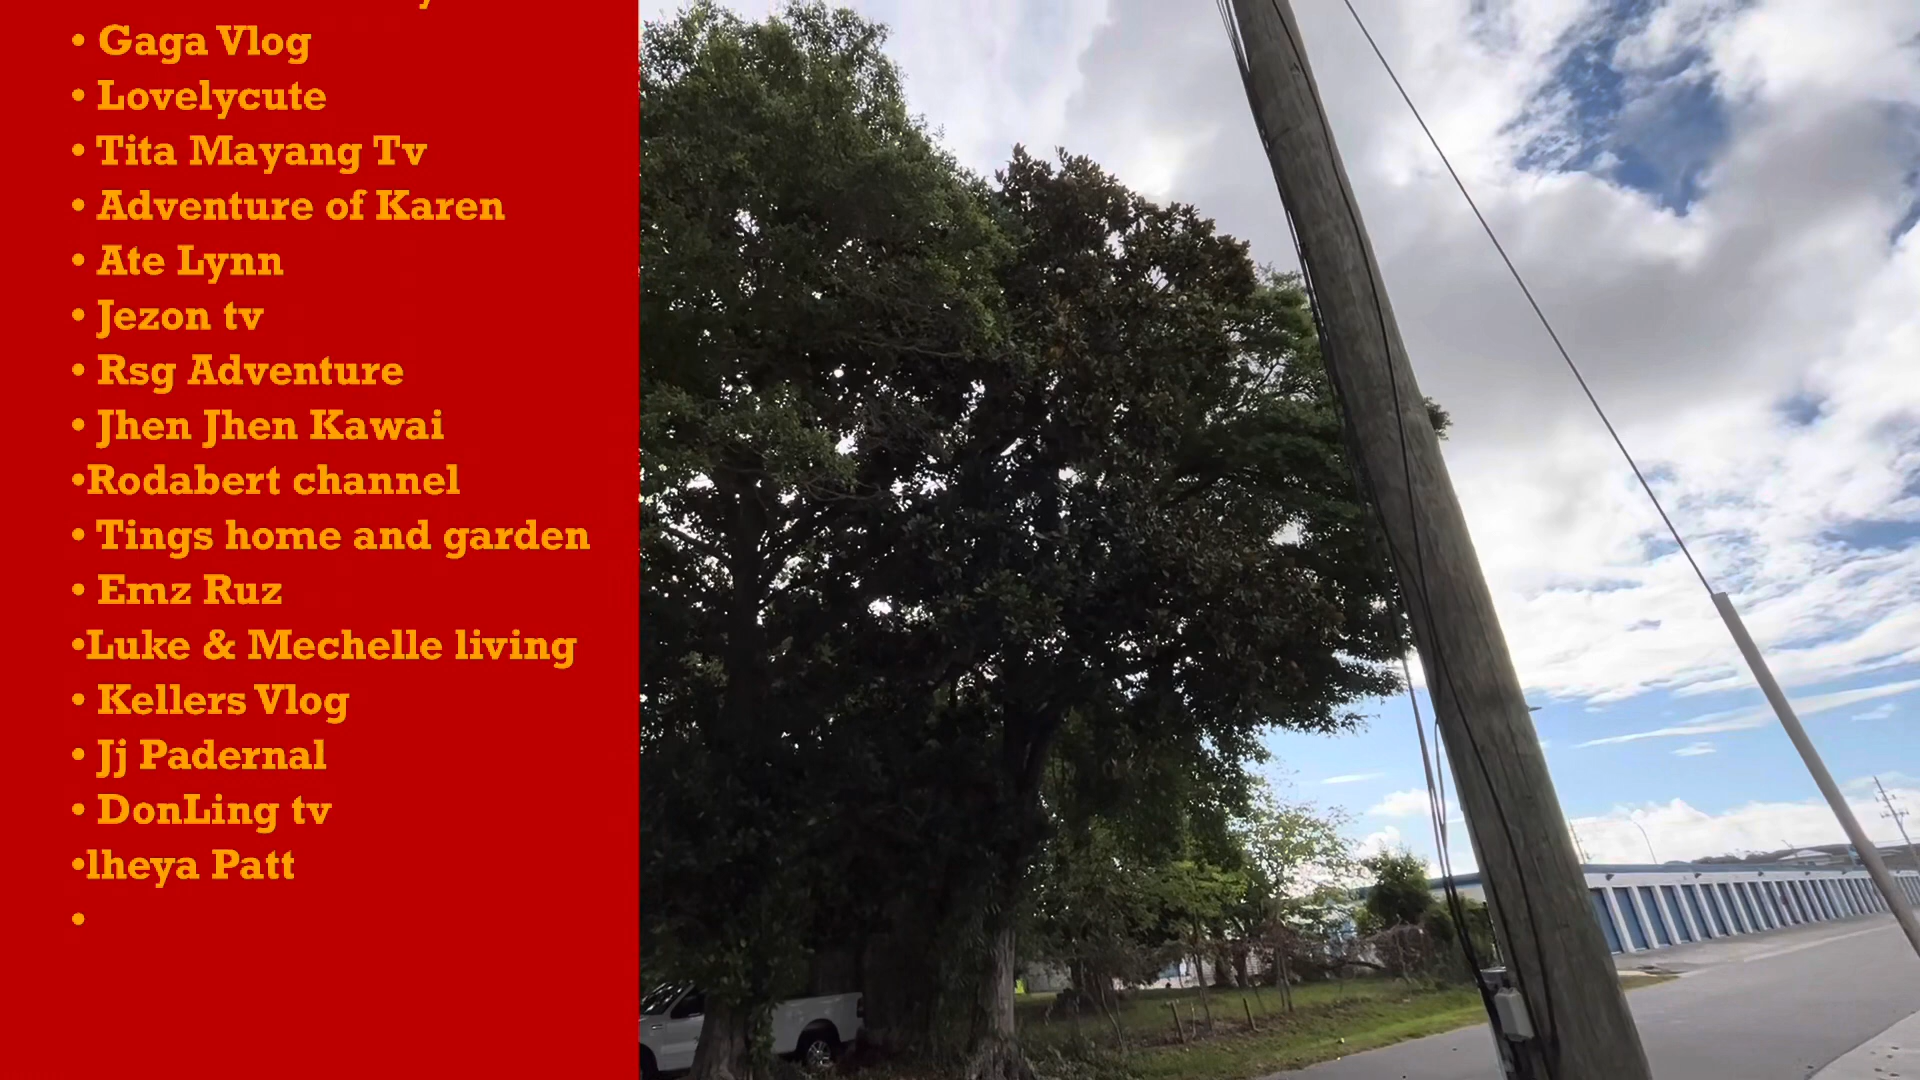 • Gaga Vlog
• Lovelycute
• Tita Mayang Tv
• Adventure of Karen
• Ate Lynn
• Jezon tv
• Rsg Adventure
• Jhen Jhen Kawai
•Rodabert channel
• Tings home and garden
• Emz Ruz
•Luke & Mechelle living
• Kellers Vlog
• Jj Padernal
• DonLing tv
•lheya Patt
•